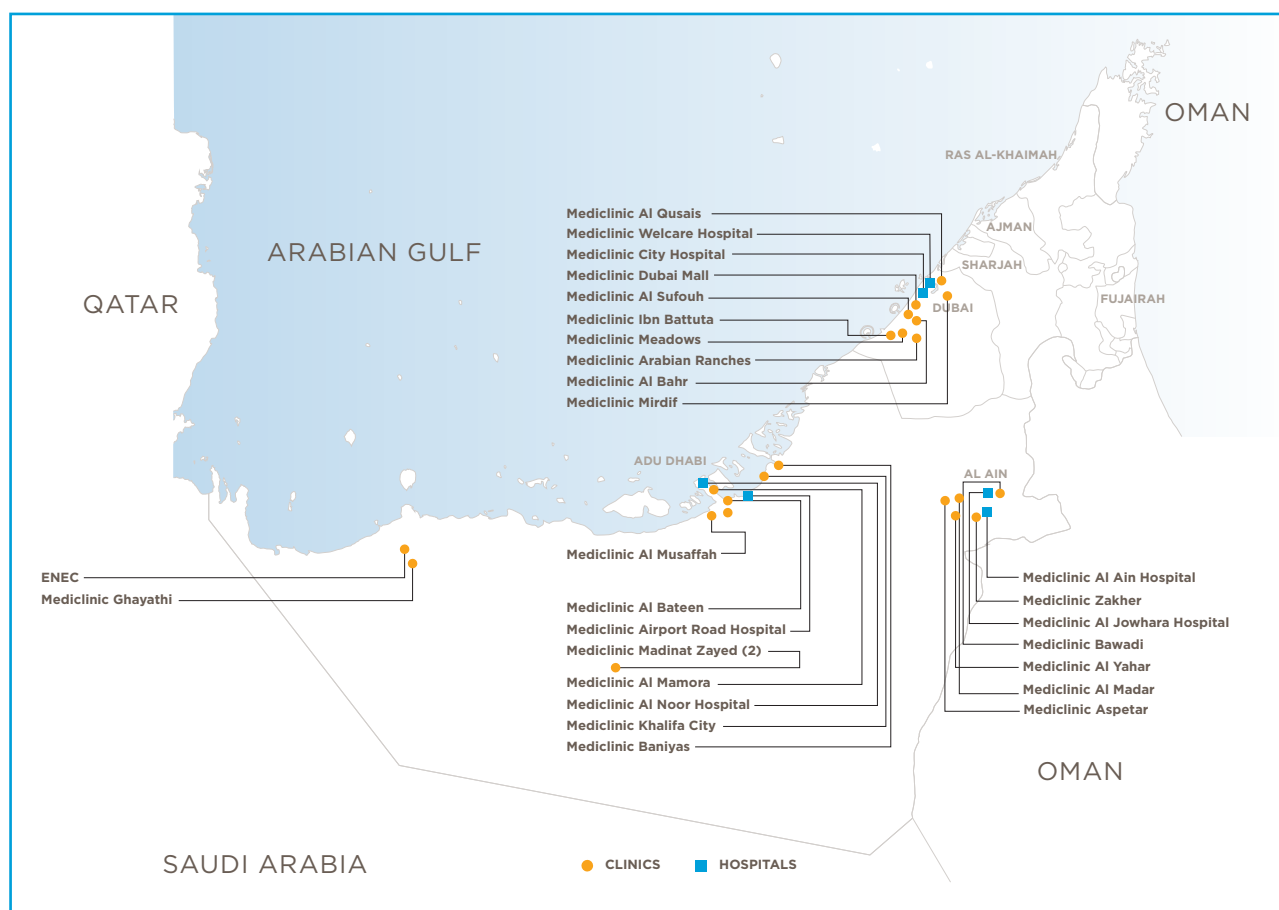 OMAN
RAS AL-KHAIMAH
Mediclinic Al Qusais
Mediclinic Welcare Hospital
AJMAN
ARABIAN GULF
Mediclinic City Hospital
SHARJAH
Mediclinic Dubai Mall
QATAR
Mediclinic Al Sufouh
DUBAI
FUJAIRAH
Mediclinic Ibn Battuta
Mediclinic Meadows
Mediclinic Arabian Ranches
Mediclinic Al Bahr
Mediclinic Mirdif
ADU DHABI
AL AIN
Mediclinic Al Musaffah
ENEC
Mediclinic Ghayathi
Mediclinic Al Bateen
Mediclinic Airport Road Hospital
Mediclinic Madinat Zayed (2)
Mediclinic Al Mamora
Mediclinic Al Noor Hospital
Mediclinic Khalifa City
Mediclinic Baniyas
Mediclinic Al Ain Hospital
Mediclinic Zakher
Mediclinic Al Jowhara Hospital
Mediclinic Bawadi
Mediclinic Al Yahar
Mediclinic Al Madar
Mediclinic Aspetar
OMAN
SAUDI ARABIA
CLINICS
HOSPITALS